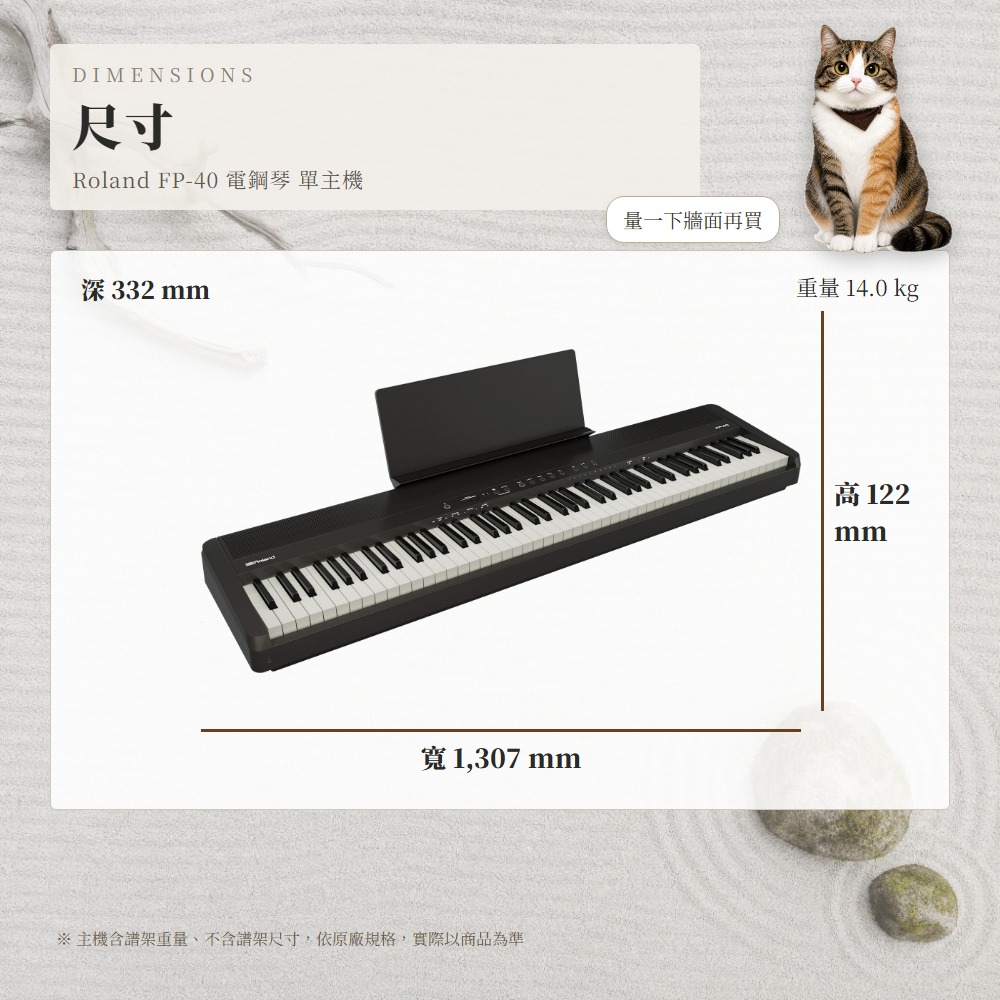 DIMENSIONS
尺寸
Roland FP-40 電鋼琴 單主機
量一下牆面再買
深 332 mm
重量 14.0 kg
高 122
mm
Roland
寬 1,307 mm
※ 主機含譜架重量、不含譜架尺寸，依原廠規格，實際以商品為準